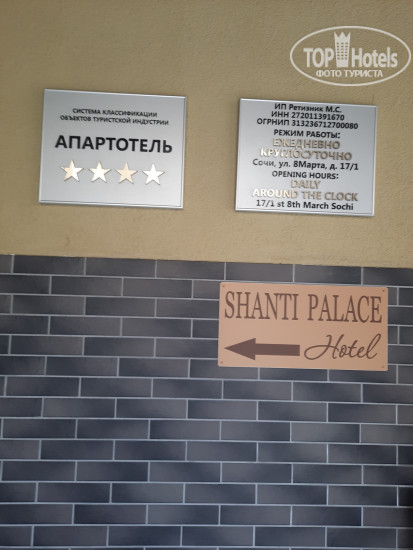 TOPHotels
ФОТО ТУРИСТА
СИСТЕМА КЛАССИФИКАЦИИ
ОБЪЕКТОВ ТУРИСТСКОЙ ИНДУСТРИИ
АПАРТОТЕЛЬ
ИП Ретизник М.С.
ИНН 272011391670
ОГРНИП 313236712700080
РЕЖИМ РАБОТЫ:
ЕЖЕДНЕВНО
КРУГЛОСУТОЧНО
Сочи, ул. 8Марта, д. 17/1
OPENING HOURS:
DAILY
AROUND THE CLOCK
17/1 st 8th March Sochi
SHANTI PALACE
Hotel